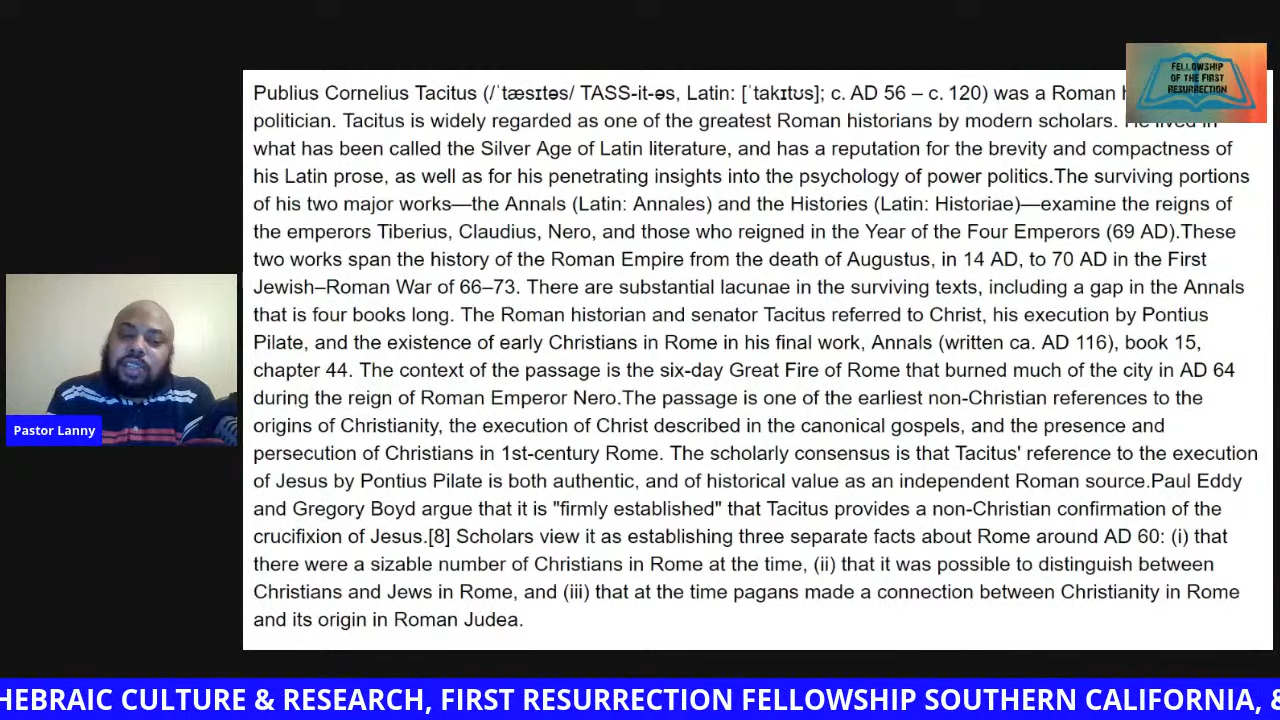 FELLOWSHIP
OF THE FIRST
RESURRECTION
Publius Cornelius Tacitus (/ˈtæsɪtəs/ TASS-it-əs, Latin: [ˈtakɪtʊs]; c. AD 56 – c. 120) was a Roman
politician. Tacitus is widely regarded as one of the greatest Roman historians by modern scholars. He lived in
what has been called the Silver Age of Latin literature, and has a reputation for the brevity and compactness of
his Latin prose, as well as for his penetrating insights into the psychology of power politics.The surviving portions
of his two major works—the Annals (Latin: Annales) and the Histories (Latin: Historiae)—examine the reigns of
the emperors Tiberius, Claudius, Nero, and those who reigned in the Year of the Four Emperors (69 AD).These
two works span the history of the Roman Empire from the death of Augustus, in 14 AD, to 70 AD in the First
Jewish–Roman War of 66–73. There are substantial lacunae in the surviving texts, including a gap in the Annals
that is four books long. The Roman historian and senator Tacitus referred to Christ, his execution by Pontius
Pilate, and the existence of early Christians in Rome in his final work, Annals (written ca. AD 116), book 15,
chapter 44. The context of the passage is the six-day Great Fire of Rome that burned much of the city in AD 64
during the reign of Roman Emperor Nero.The passage is one of the earliest non-Christian references to the
origins of Christianity, the execution of Christ described in the canonical gospels, and the presence and
persecution of Christians in 1st-century Rome. The scholarly consensus is that Tacitus' reference to the execution
of Jesus by Pontius Pilate is both authentic, and of historical value as an independent Roman source.Paul Eddy
and Gregory Boyd argue that it is "firmly established" that Tacitus provides a non-Christian confirmation of the
crucifixion of Jesus.[8] Scholars view it as establishing three separate facts about Rome around AD 60: (i) that
there were a sizable number of Christians in Rome at the time, (ii) that it was possible to distinguish between
Christians and Jews in Rome, and (iii) that at the time pagans made a connection between Christianity in Rome
and its origin in Roman Judea.
Pastor Lanny
HEBRAIC CULTURE & RESEARCH, FIRST RESURRECTION FELLOWSHIP SOUTHERN CALIFORNIA, &